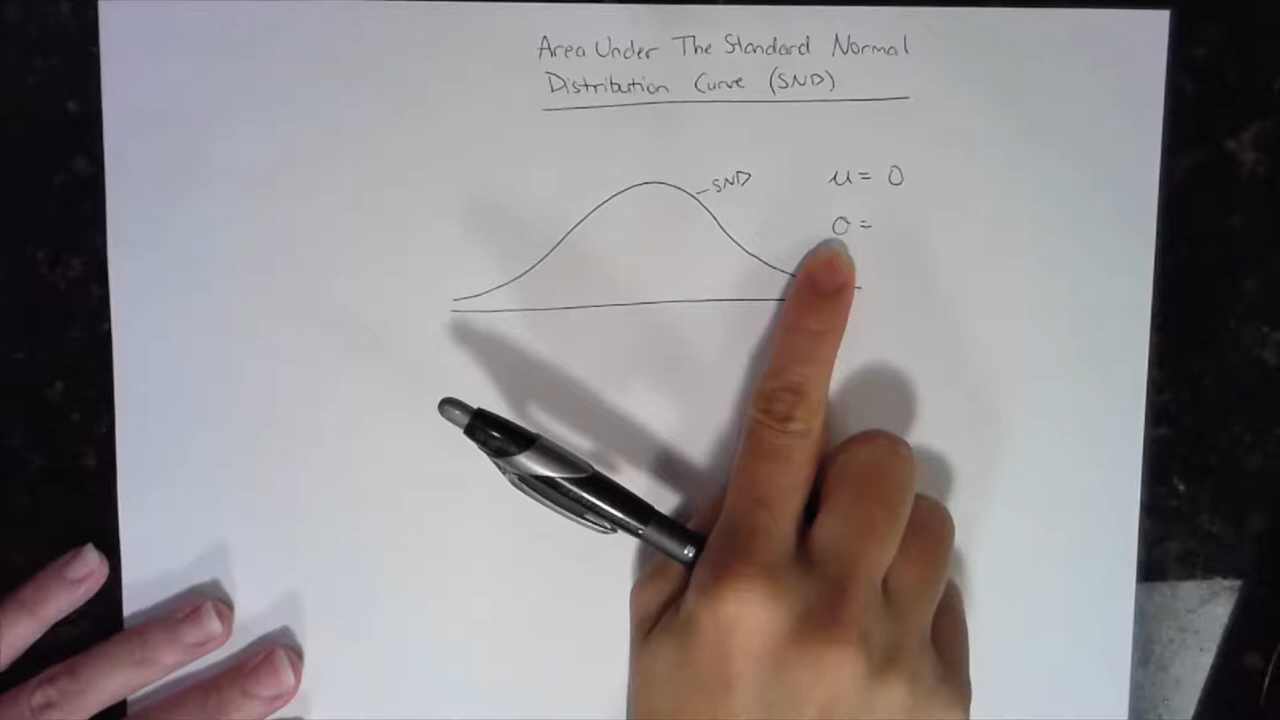 Area Under The Standard Normal
Distribution Curve (SND)
SND
μ = 0
σ =